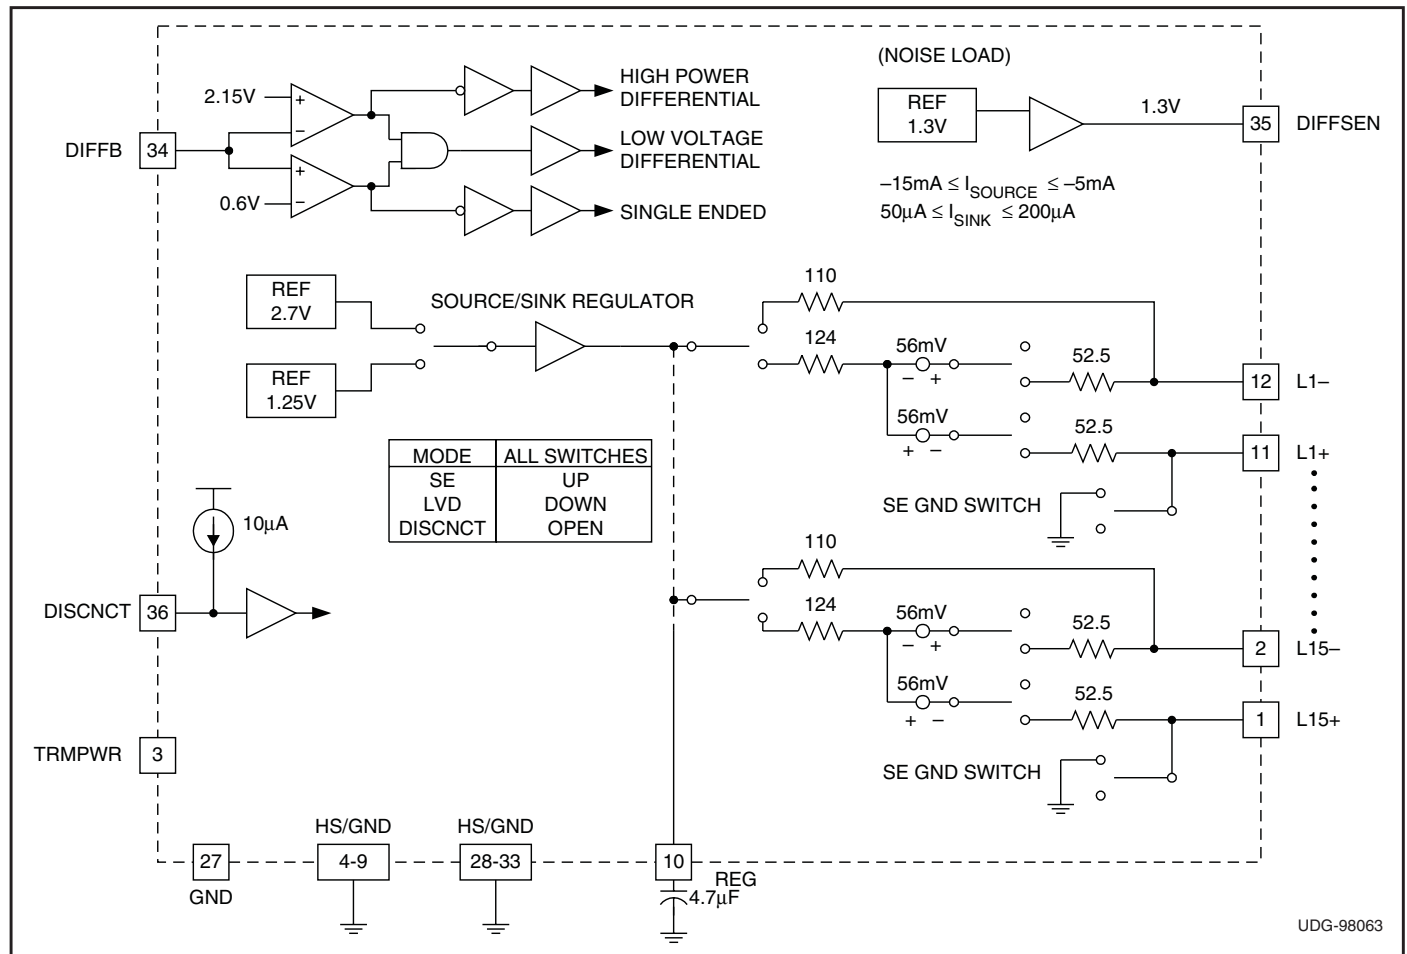 (NOISE LOAD)
HIGH POWER
DIFFERENTIAL
2.15V
+
−
REF
1.3V
1.3V
35
DIFFSEN
DIFFB
34
LOW VOLTAGE
DIFFERENTIAL
+
−
0.6V
SINGLE ENDED
–15mA ≤ ISOURCE ≤ –5mA
50µA ≤ ISINK ≤ 200µA
REF
2.7V
SOURCE/SINK REGULATOR
110
124
56mV
− +
52.5
12
L1–
REF
1.25V
56mV
+ −
52.5
11
L1+
MODE ALL SWITCHES
SE UP
LVD DOWN
DISCNCT OPEN
SE GND SWITCH
10µA
110
DISCNCT
36
124
56mV
− +
52.5
2
L15–
56mV
+ −
52.5
1
L15+
TRMPWR
3
SE GND SWITCH
HS/GND
HS/GND
27
4-9
28-33
10
GND
REG
4.7µF
UDG-98063